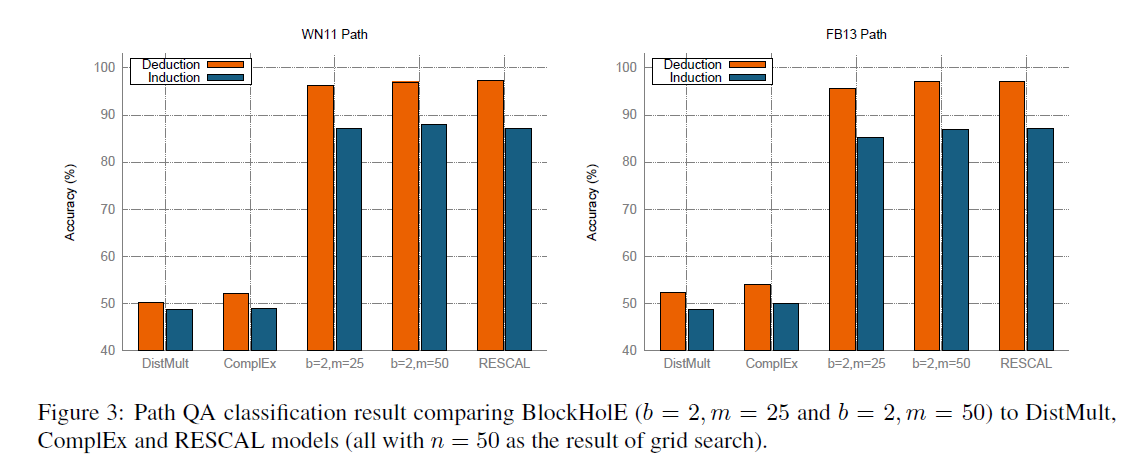 WN11 Path
Deduction
Induction
100
90
80
70
60
50
40
Accuracy (%)
DistMult ComplEx b=2,m=25 b=2,m=50 RESCAL
FB13 Path
Deduction
Induction
100
90
80
70
60
50
40
Accuracy (%)
DistMult ComplEx b=2,m=25 b=2,m=50 RESCAL
Figure 3: Path QA classification result comparing BlockHolE (b = 2, m = 25 and b = 2, m = 50) to DistMult,
ComplEx and RESCAL models (all with n = 50 as the result of grid search).